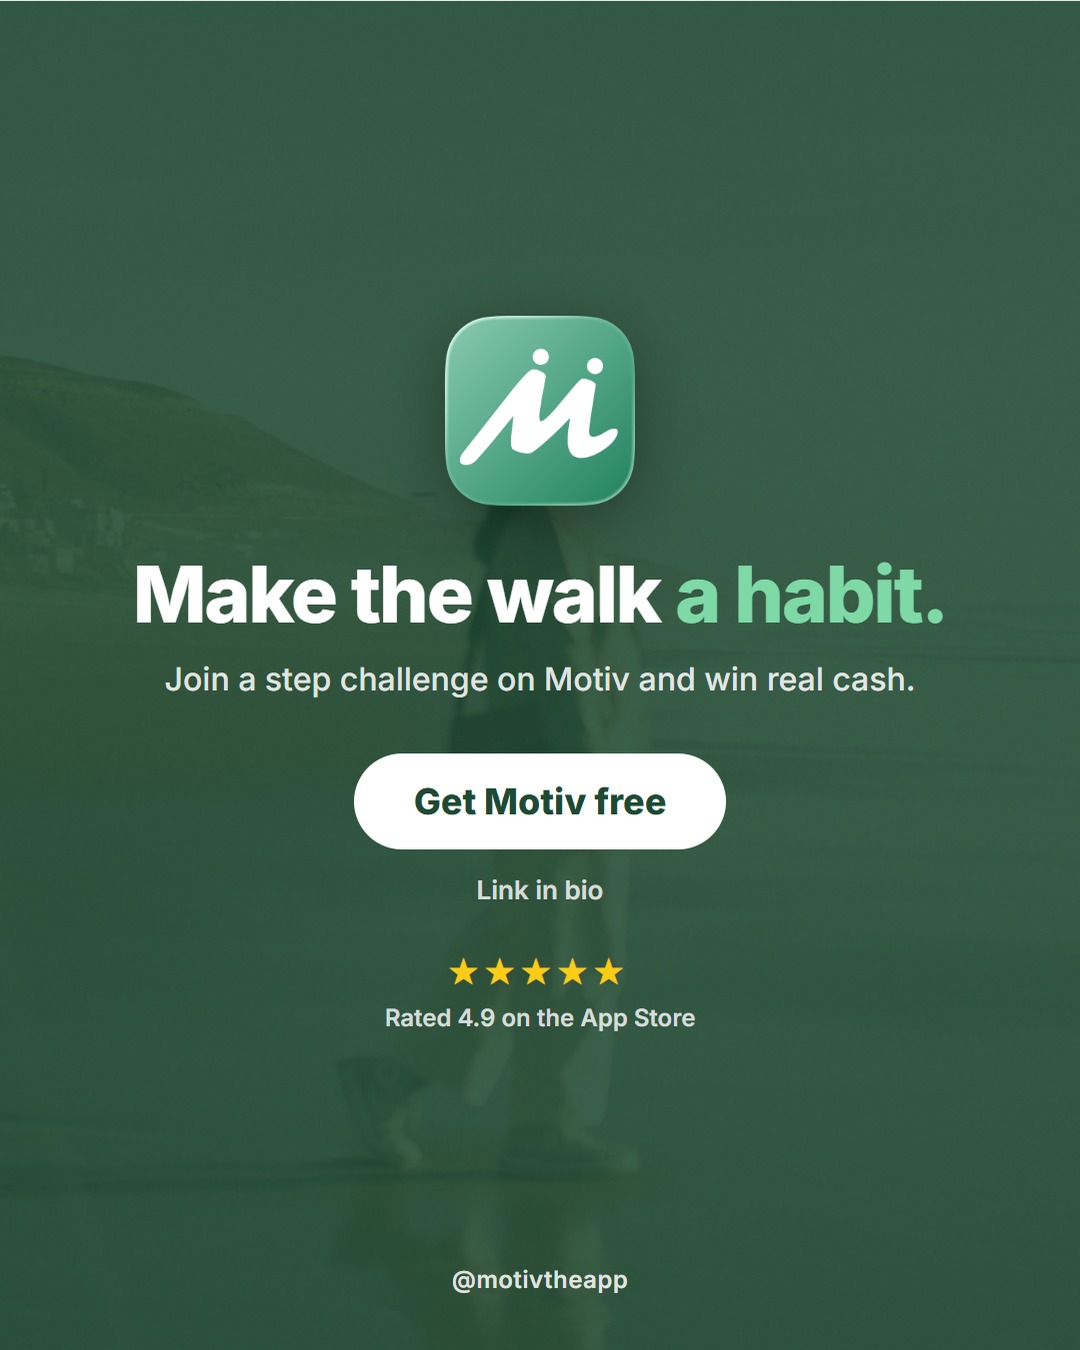 Make the walk a habit.
Join a step challenge on Motiv and win real cash.
Get Motiv free
Link in bio
★★★★★
Rated 4.9 on the App Store
@motivtheapp